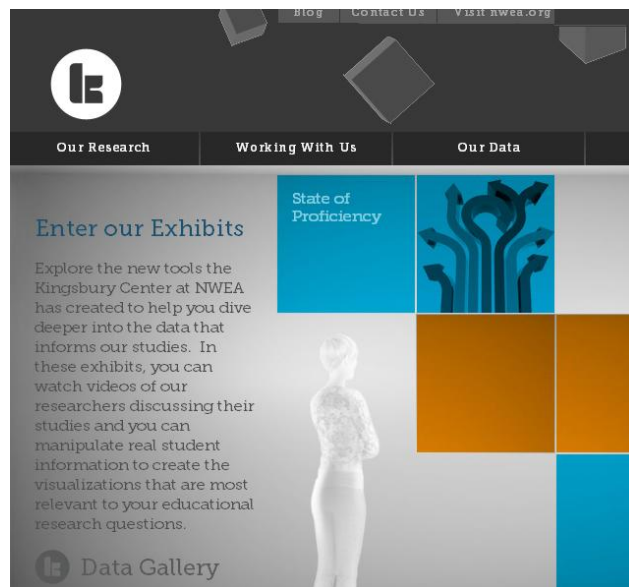 Blog Contact Us Visit nwea.org
Our Research Working With Us Our Data
State of
Proficiency
Enter our Exhibits
Explore the new tools the
Kingsbury Center at NWEA
has created to help you dive
deeper into the data that
informs our studies. In
these exhibits, you can
watch videos of our
researchers discussing their
studies and you can
manipulate real student
information to create the
visualizations that are most
relevant to your educational
research questions.
Data Gallery